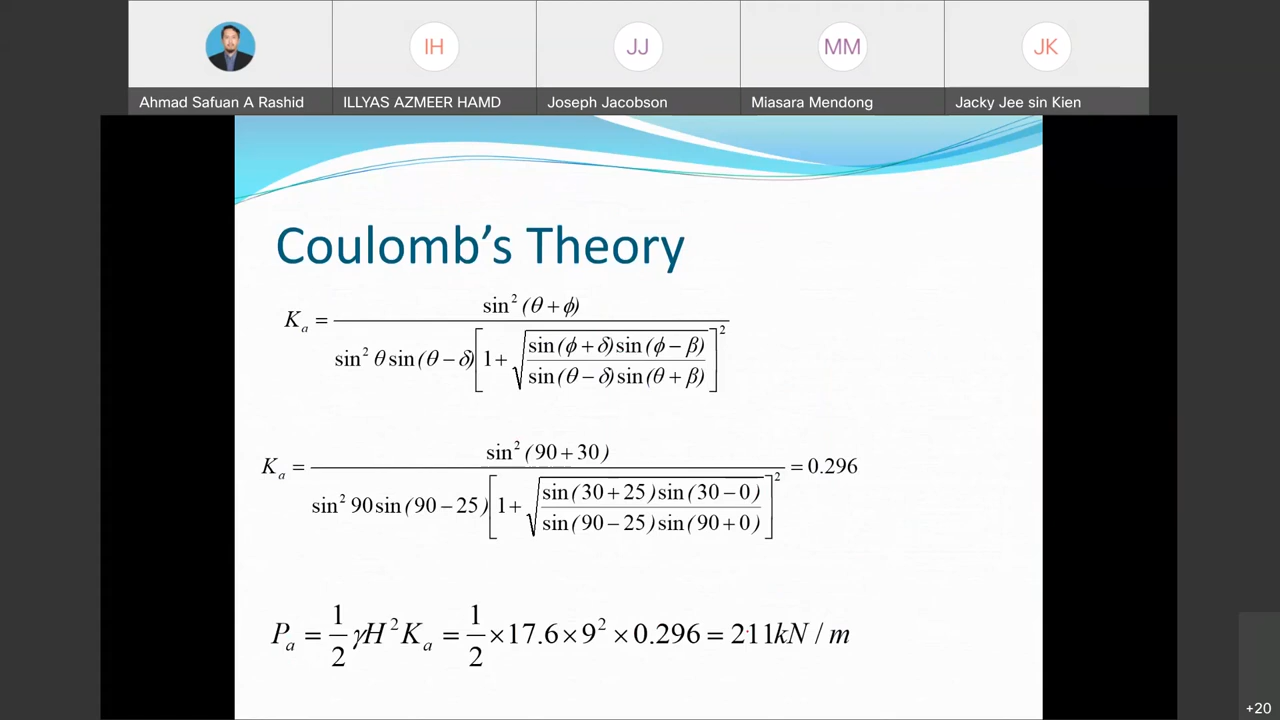 IH
JJ
MM
JK
Ahmad Safuan A Rashid
ILLYAS AZMEER HAMD
Joseph Jacobson
Miasara Mendong
Jacky Jee sin Kien
Coulomb's Theory
K_a = sin²(θ + ϕ) / sin²θ sin(θ − δ)[1 + √(sin(ϕ + δ)sin(ϕ − β) / sin(θ − δ)sin(θ + β))]²
K_a = sin²(90 + 30) / sin²90 sin(90 − 25)[1 + √(sin(30 + 25)sin(30 − 0) / sin(90 − 25)sin(90 + 0))]² = 0.296
P_a = 1/2 γH²K_a = 1/2 × 17.6 × 9² × 0.296 = 211kN / m
+20